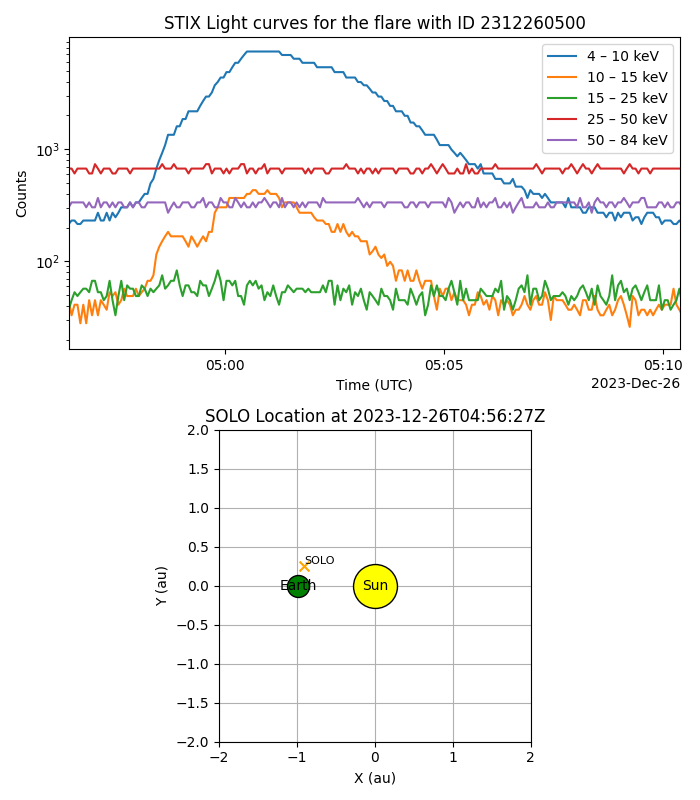 STIX Light curves for the flare with ID 2312260500
4 – 10 keV
10 – 15 keV
15 – 25 keV
25 – 50 keV
50 – 84 keV
10³
10²
Counts
05:00
05:05
05:10
Time (UTC)
2023-Dec-26
SOLO Location at 2023-12-26T04:56:27Z
2.0
1.5
1.0
0.5
0.0
−0.5
−1.0
−1.5
−2.0
Y (au)
SOLO
Earth
Sun
−2
−1
0
1
2
X (au)